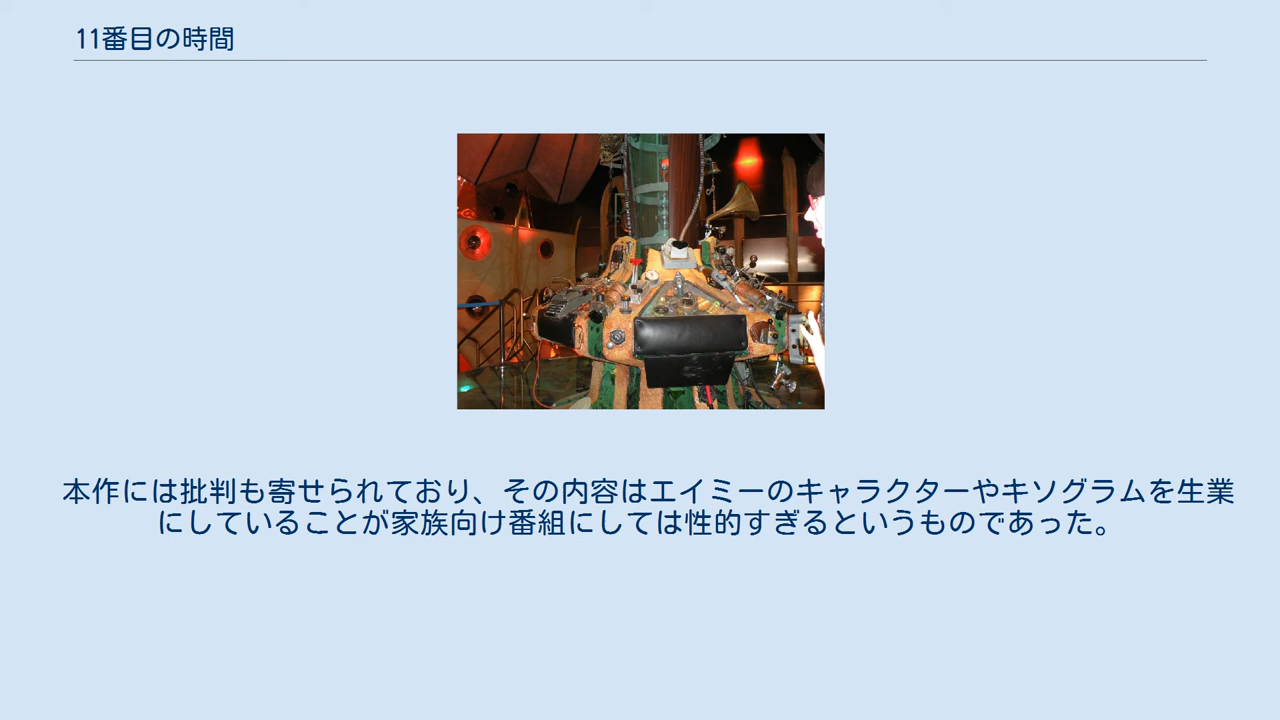 11番目の時間
本作には批判も寄せられており、その内容はエイミーのキャラクターやキソグラムを生業
にしていることが家族向け番組にしては性的すぎるというものであった。